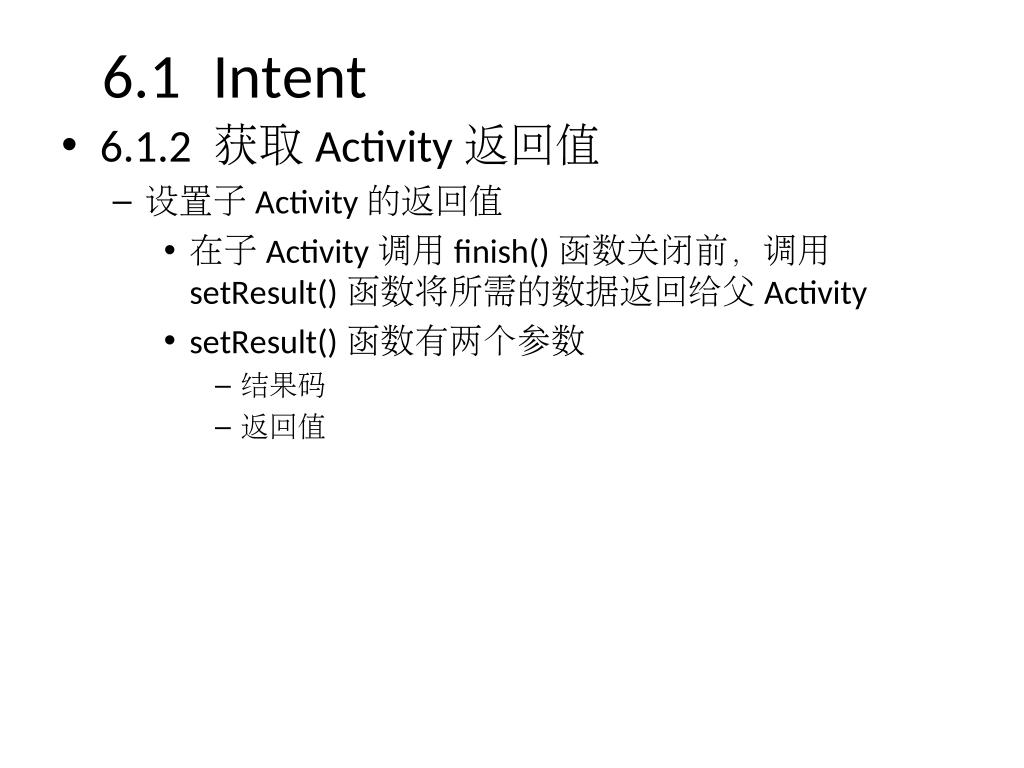 6.1 Intent
• 6.1.2 获取 Activity 返回值
– 设置子 Activity 的返回值
• 在子 Activity 调用 finish() 函数关闭前，调用
setResult() 函数将所需的数据返回给父 Activity
• setResult() 函数有两个参数
– 结果码
– 返回值